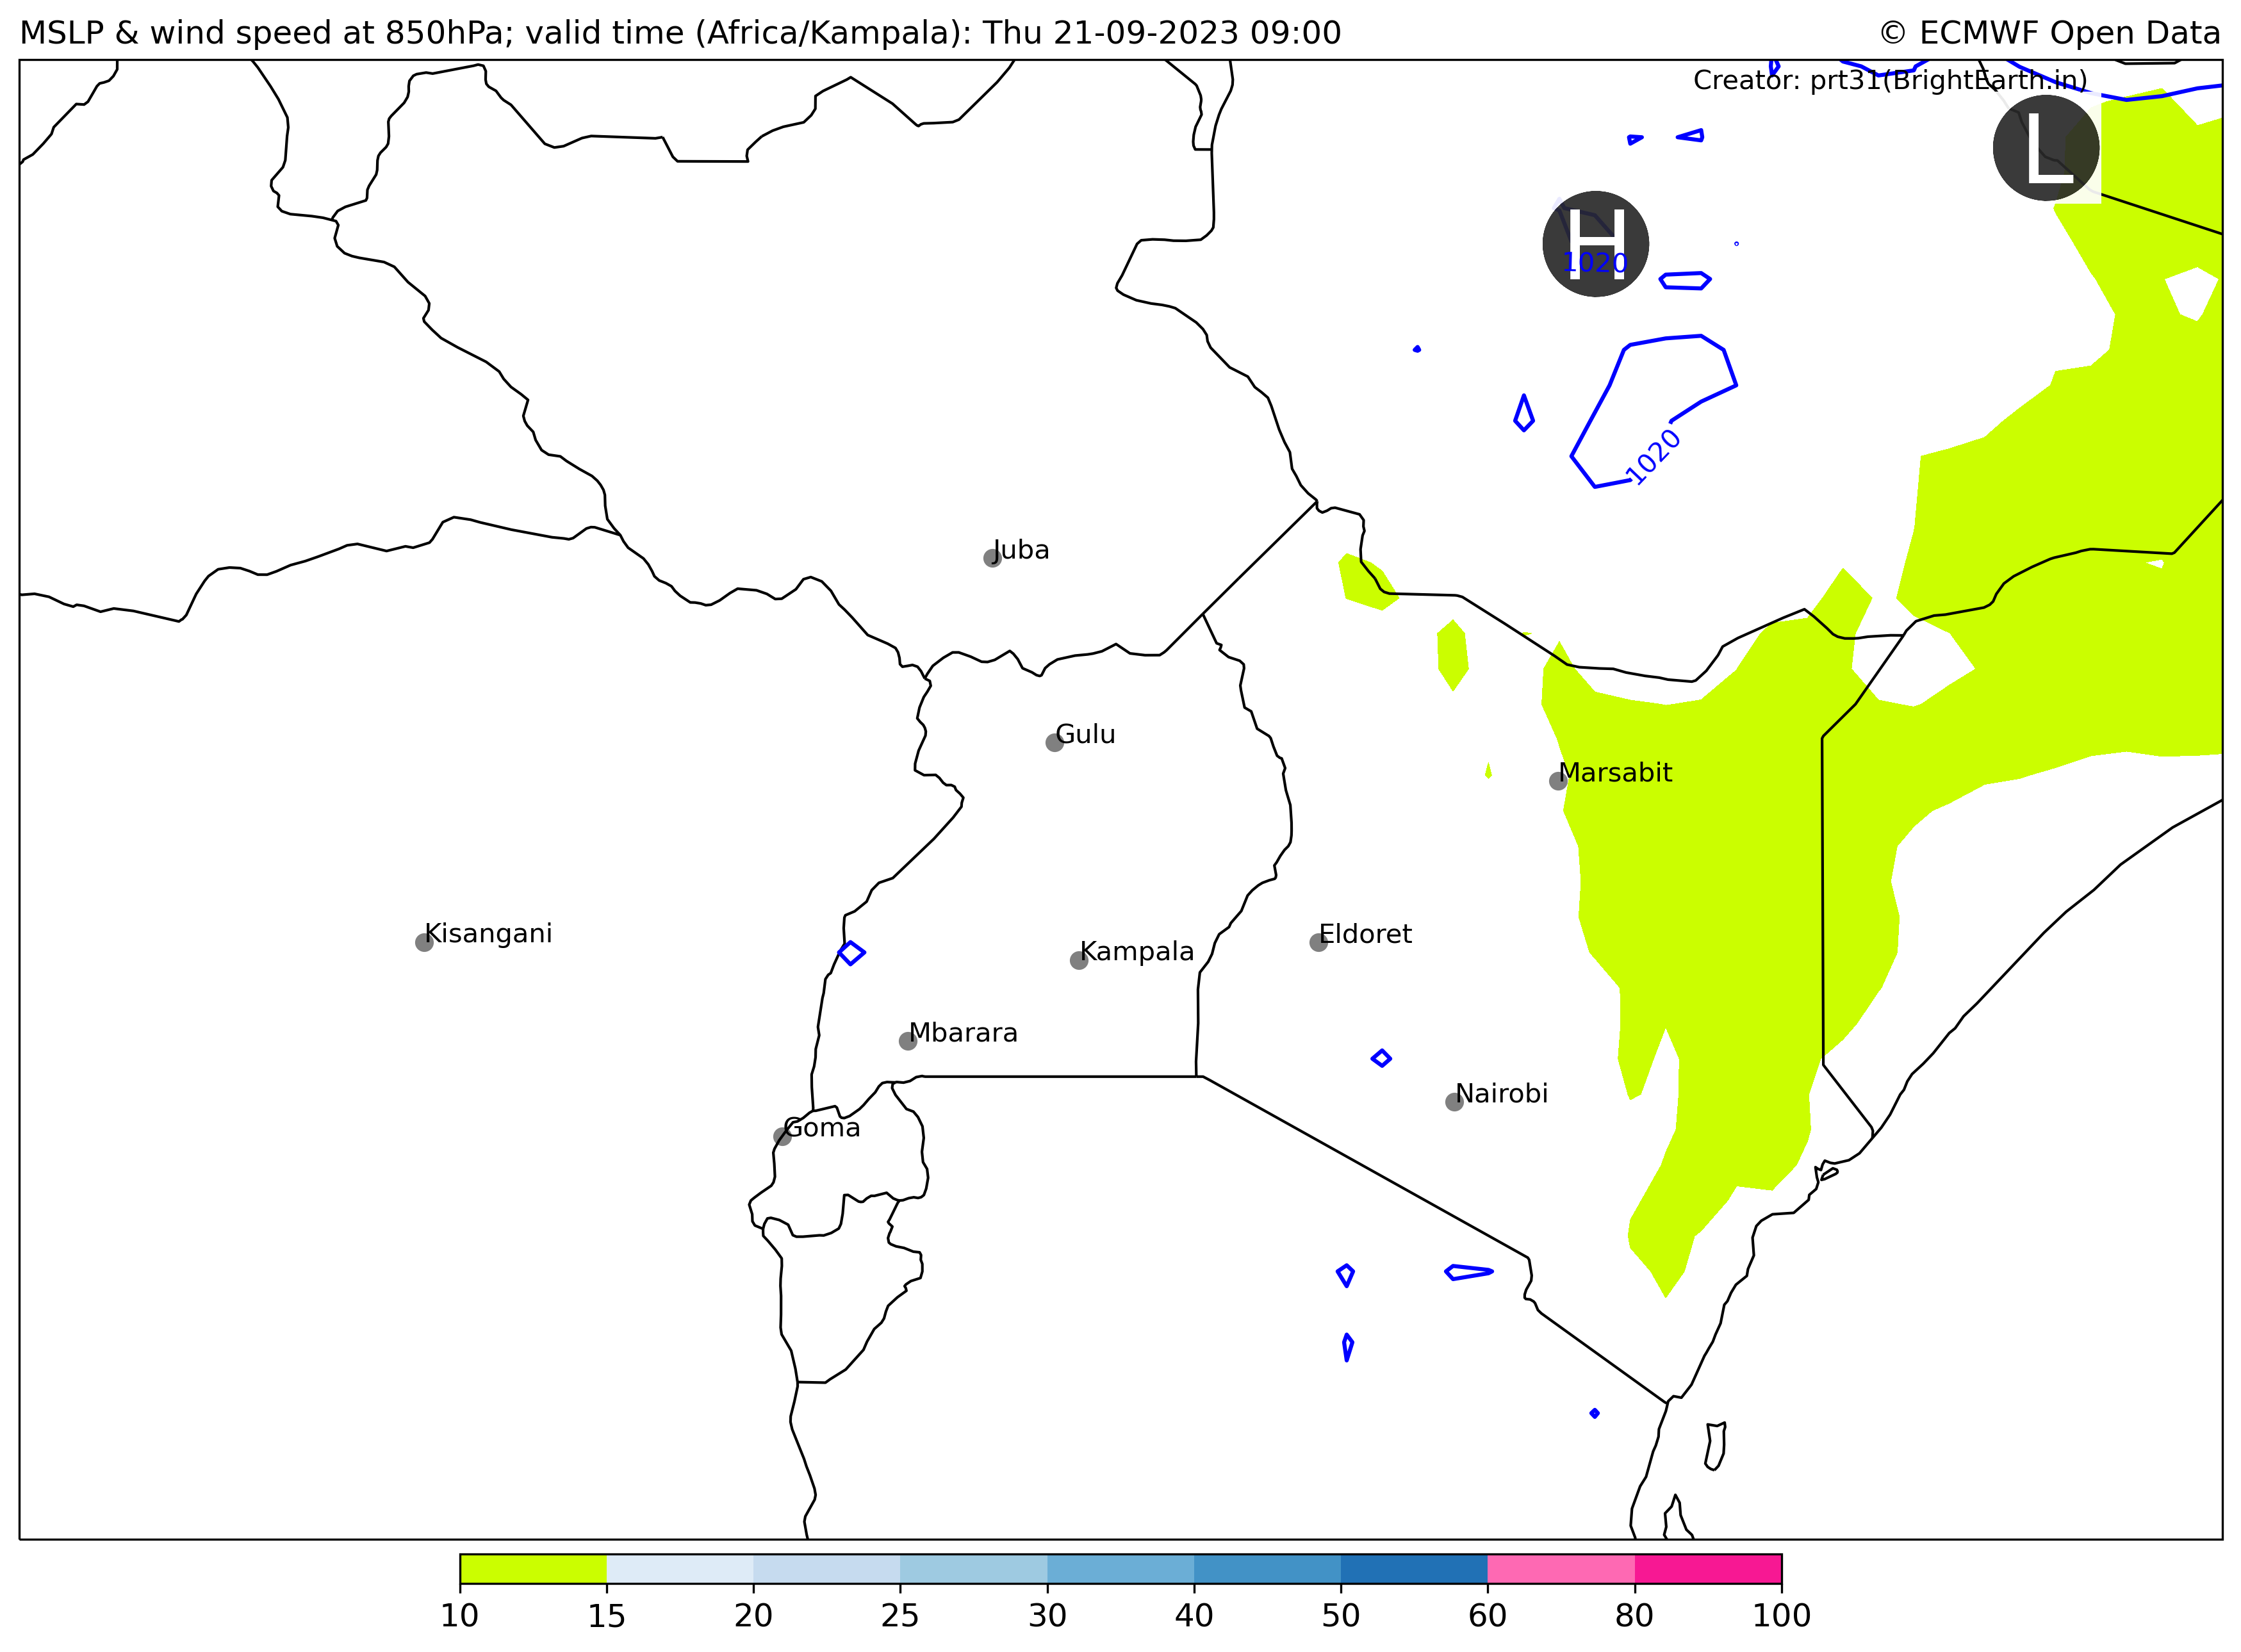 MSLP & wind speed at 850hPa; valid time (Africa/Kampala): Thu 21-09-2023 09:00
© ECMWF Open Data
Creator: prt31(BrightEarth.in)
L
H
1020
1020
Juba
Gulu
Marsabit
Kisangani
Eldoret
Kampala
Mbarara
Nairobi
Goma
10 15 20 25 30 40 50 60 80 100